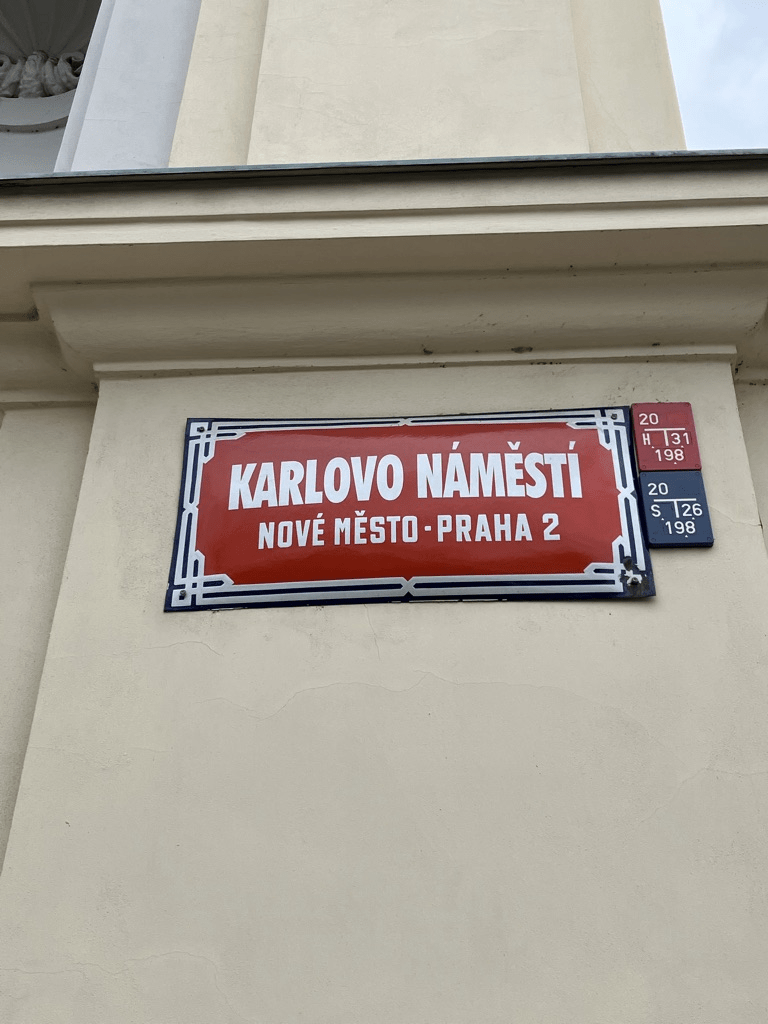 KARLOVO NÁMĚSTÍ
NOVÉ MĚSTO - PRAHA 2
20
H. 31
198
20
S 26
198